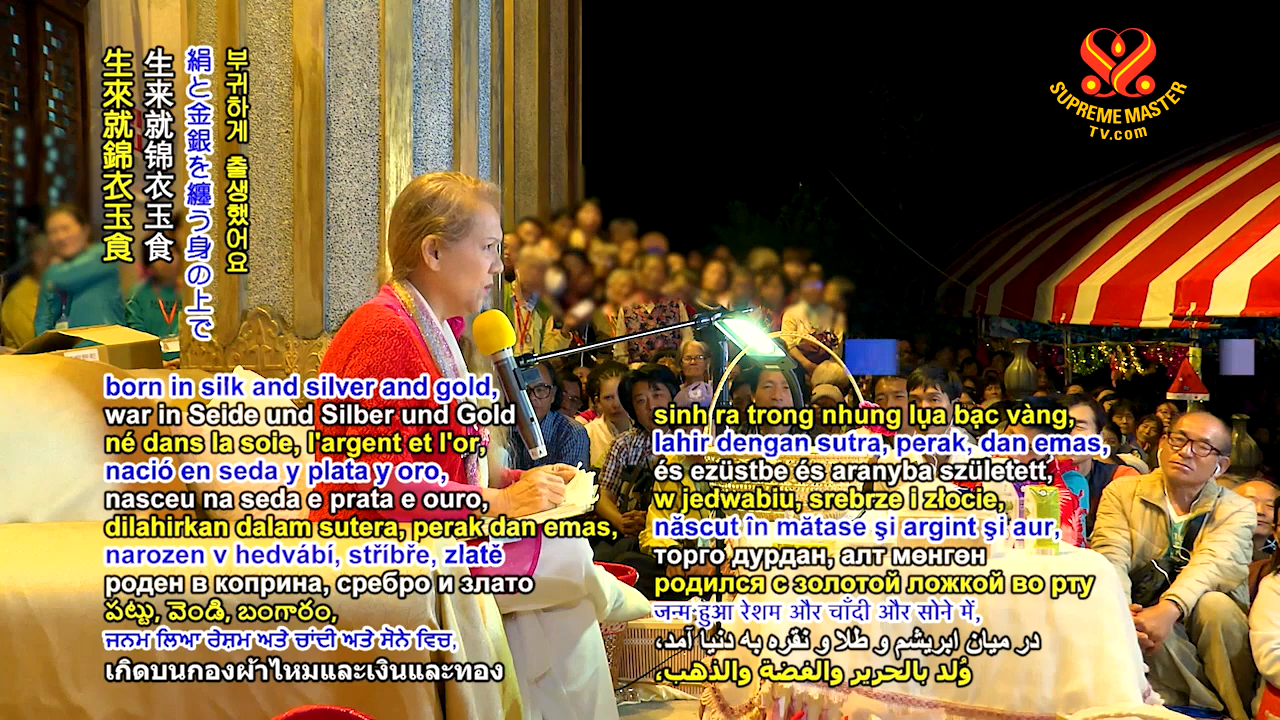 부귀하게 출생했어요
絹と金銀を纏う身の上で
生来就锦衣玉食
生來就錦衣玉食
SUPREME MASTER
TV.com
born in silk and silver and gold,
war in Seide und Silber und Gold
né dans la soie, l'argent et l'or,
nació en seda y plata y oro,
nasceu na seda e prata e ouro,
dilahirkan dalam sutera, perak dan emas,
narozen v hedvábí, stříbře, zlatě
роден в коприна, сребро и злато
పట్టు, వెండి, బంగారం,
ਜਨਮ ਲਿਆ ਰੇਸ਼ਮ ਅਤੇ ਚਾਂਦੀ ਅਤੇ ਸੋਨੇ ਵਿਚ,
เกิดบนกองผ้าไหมและเงินและทอง
sinh ra trong nhung lụa bạc vàng,
lahir dengan sutra, perak, dan emas,
és ezüstbe és aranyba született,
w jedwabiu, srebrze i złocie,
născut în mătase şi argint şi aur,
торго дурдан, алт мөнгөн
родился с золотой ложкой во рту
जन्म हुआ रेशम और चाँदी और सोने में,
در میان ابریشم و طلا و نقره به دنیا آمد،
وُلد بالحرير والفضة والذهب،